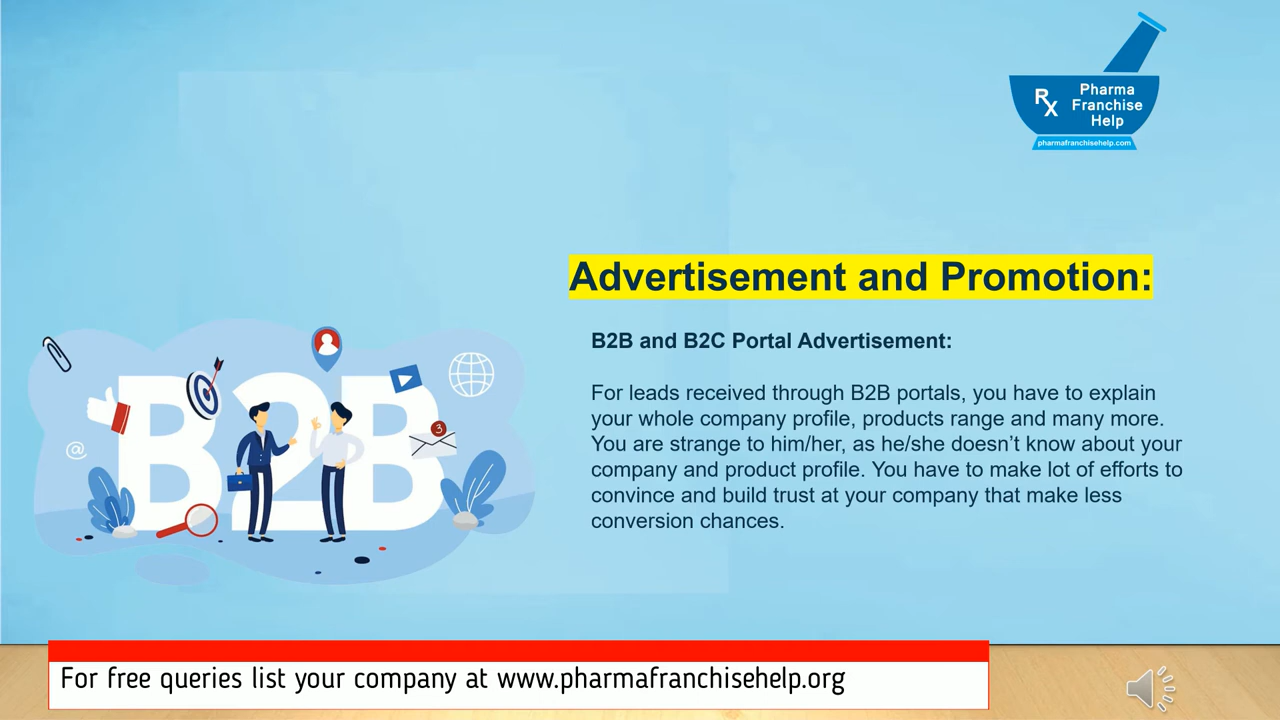 Rx
Pharma
Franchise
Help
pharmafranchisehelp.com
Advertisement and Promotion:
B2B and B2C Portal Advertisement:
For leads received through B2B portals, you have to explain
your whole company profile, products range and many more.
You are strange to him/her, as he/she doesn’t know about your
company and product profile. You have to make lot of efforts to
convince and build trust at your company that make less
conversion chances.
B2B
@
3
For free queries list your company at www.pharmafranchisehelp.org